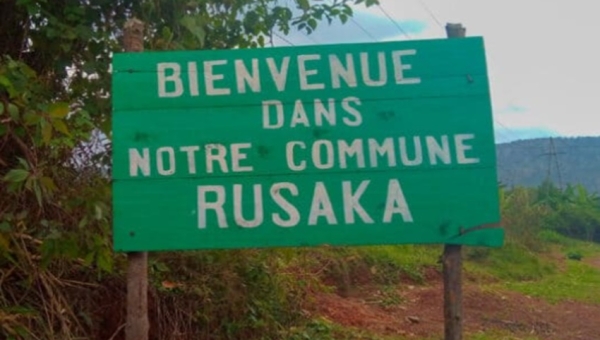 BIENVENUE
DANS
NOTRE COMMUNE
RUSAKA